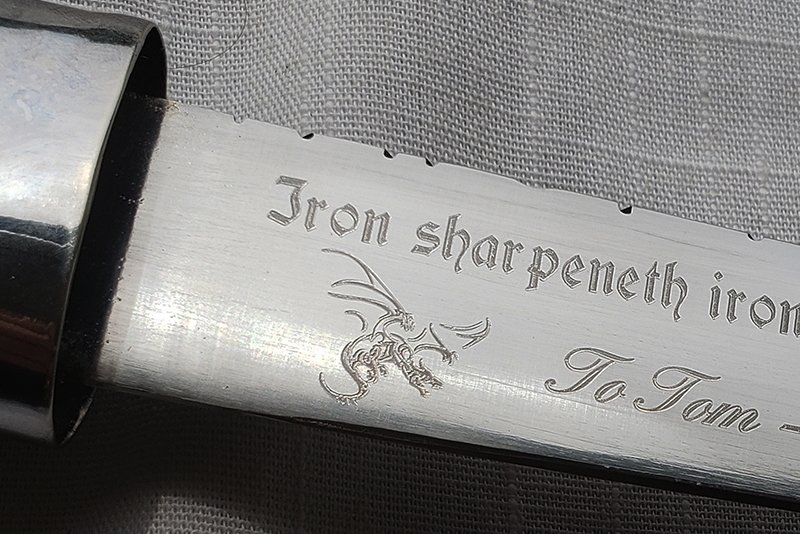 Iron sharpeneth iron
To Tom –